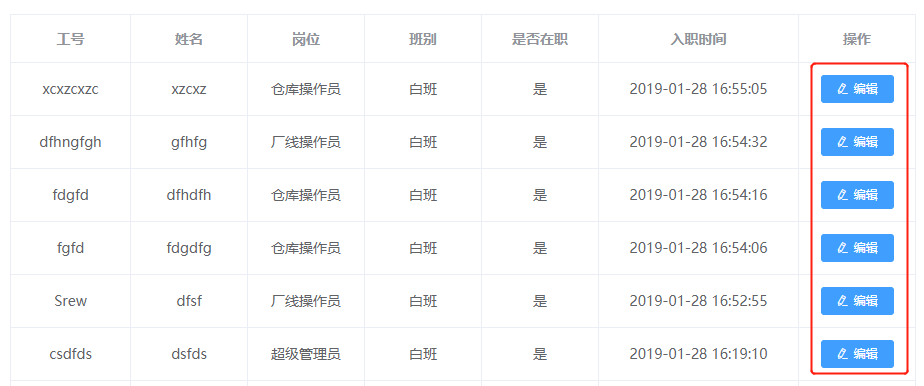 工号 姓名 岗位 班别 是否在职 入职时间 操作
xcxzcxzc xzcxz 仓库操作员 白班 是 2019-01-28 16:55:05 编辑
dfhngfgh gfhfg 厂线操作员 白班 是 2019-01-28 16:54:32 编辑
fdgfd dfhdfh 仓库操作员 白班 是 2019-01-28 16:54:16 编辑
fgfd fdgdfg 仓库操作员 白班 是 2019-01-28 16:54:06 编辑
Srew dfsf 厂线操作员 白班 是 2019-01-28 16:52:55 编辑
csdfds dsfds 超级管理员 白班 是 2019-01-28 16:19:10 编辑